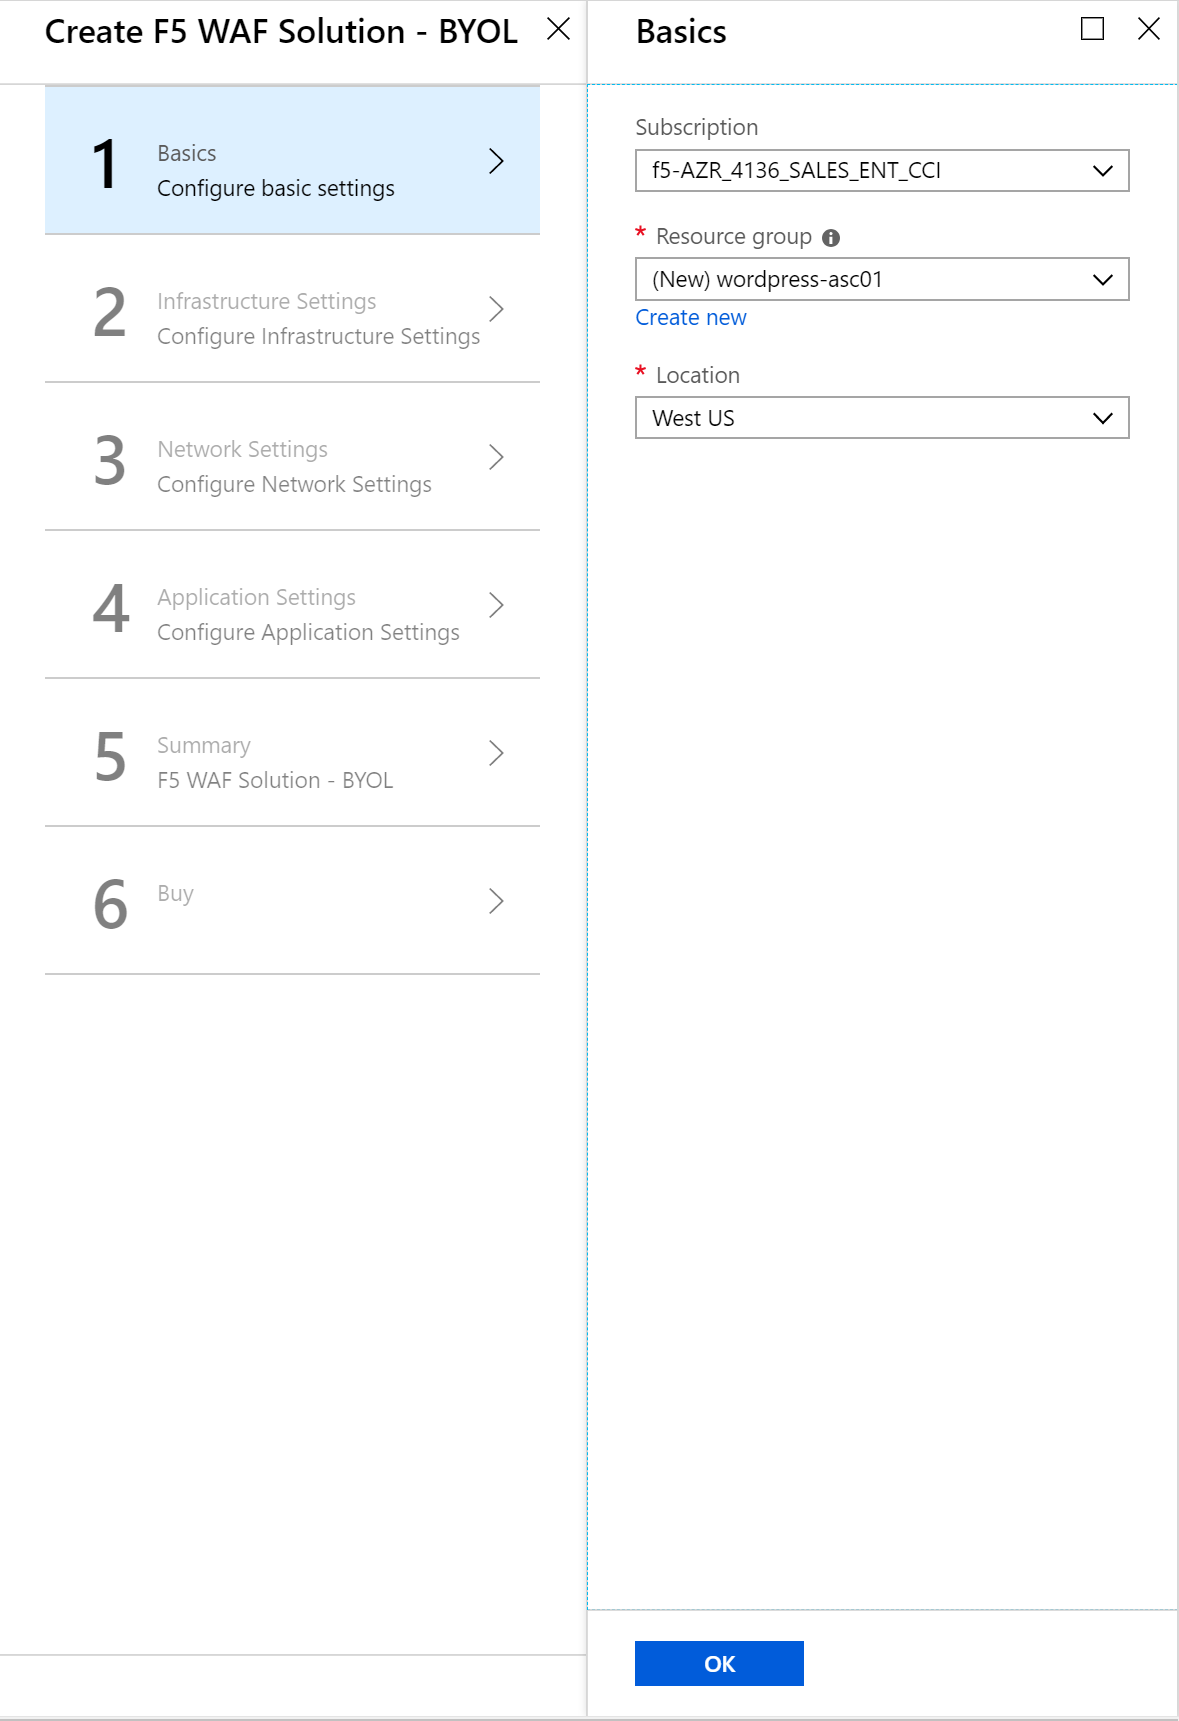 Create F5 WAF Solution - BYOL
1
Basics
Configure basic settings
2
Infrastructure Settings
Configure Infrastructure Settings
3
Network Settings
Configure Network Settings
4
Application Settings
Configure Application Settings
5
Summary
F5 WAF Solution - BYOL
6
Buy
Basics
Subscription
f5-AZR_4136_SALES_ENT_CCI
* Resource group
(New) wordpress-asc01
Create new
* Location
West US
OK